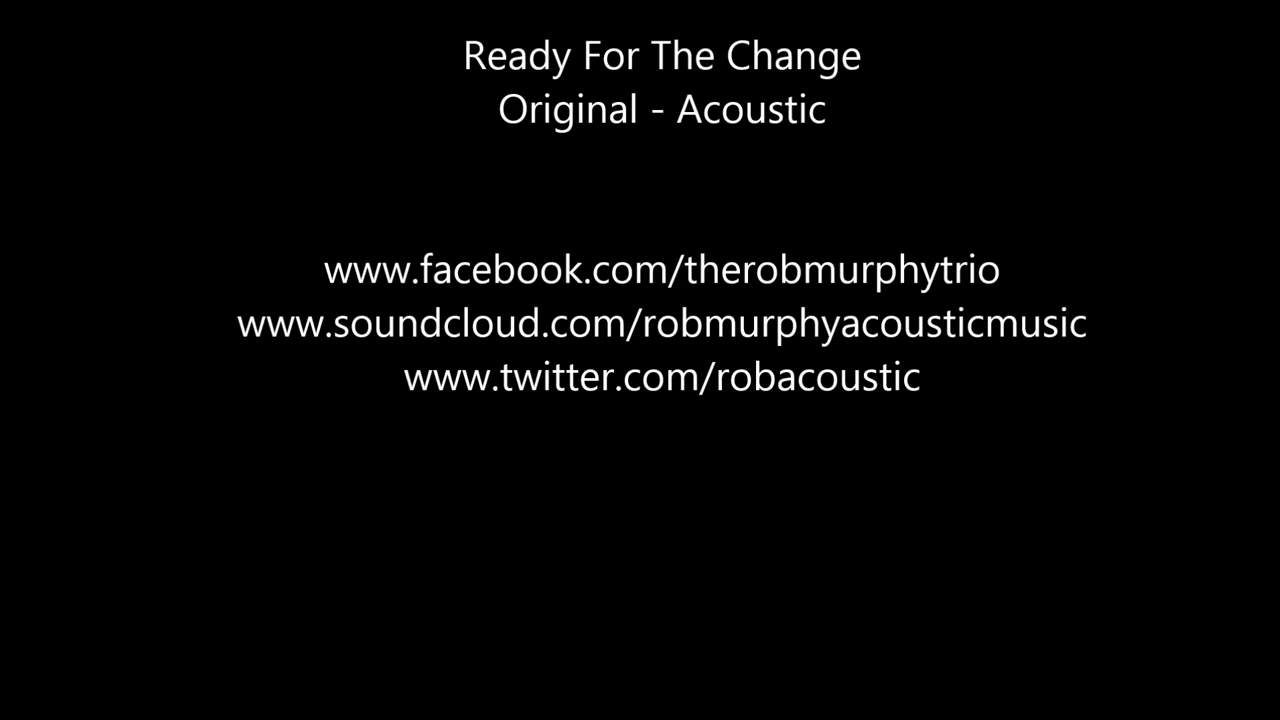 Ready For The Change
Original - Acoustic
www.facebook.com/therobmurphytrio
www.soundcloud.com/robmurphyacousticmusic
www.twitter.com/robacoustic